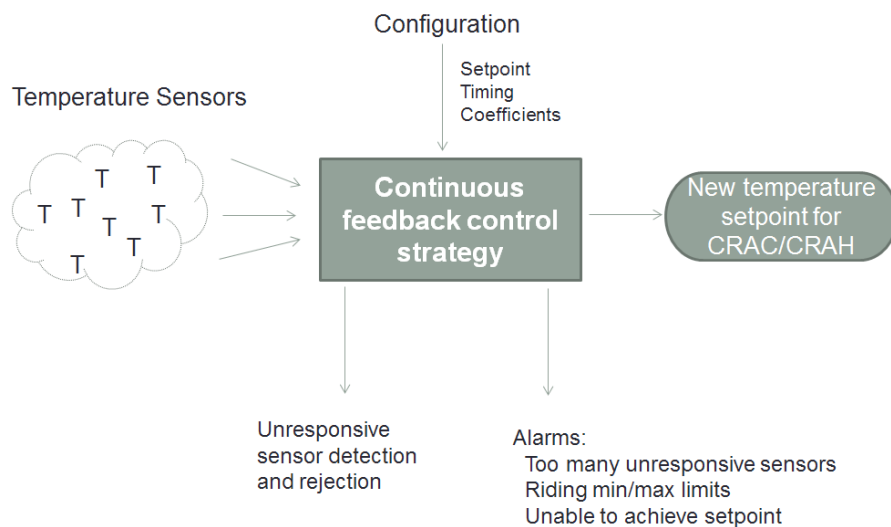 Configuration
Setpoint
Timing
Coefficients
Temperature Sensors
T
T
T
T
T
T
T
T
Continuous
feedback control
strategy
New temperature
setpoint for
CRAC/CRAH
Unresponsive
sensor detection
and rejection
Alarms:
Too many unresponsive sensors
Riding min/max limits
Unable to achieve setpoint